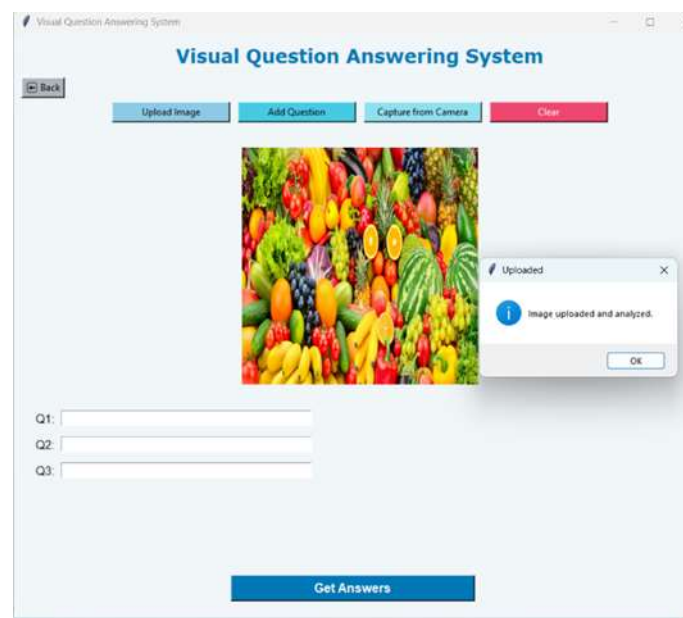 Visual Question Answering System
Visual Question Answering System
Back
Upload Image Add Question Capture from Camera Clear
Uploaded
Image uploaded and analyzed.
OK
Q1:
Q2:
Q3:
Get Answers